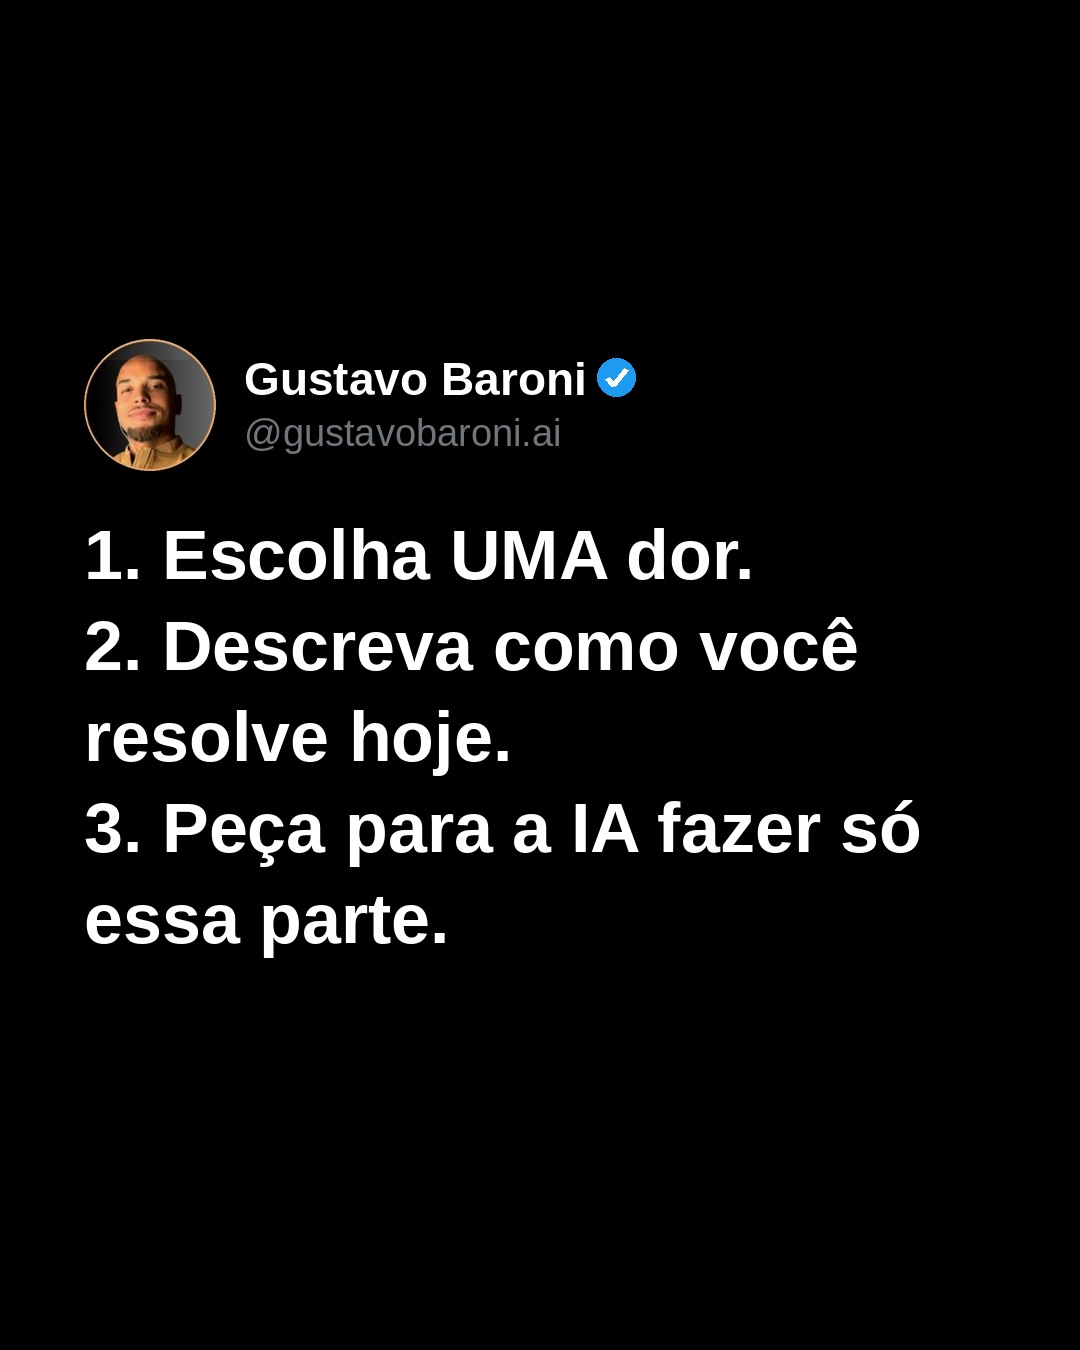 Gustavo Baroni
@gustavobaroni.ai
1. Escolha UMA dor.
2. Descreva como você
resolve hoje.
3. Peça para a IA fazer só
essa parte.